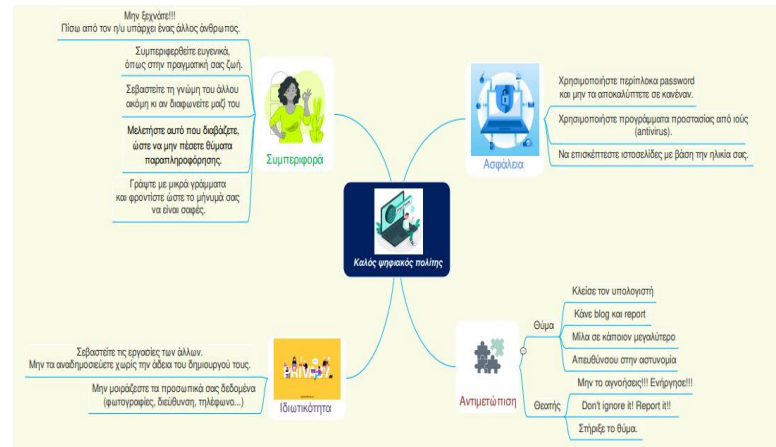 Μην ξεχνάτε!!!
Πίσω από τον η/υ υπάρχει ένας άλλος άνθρωπος.
Συμπεριφερθείτε ευγενικά,
όπως στην πραγματική σας ζωή.
Σεβαστείτε τη γνώμη του άλλου
ακόμη κι αν διαφωνείτε μαζί του
Μελετήστε αυτό που διαβάζετε,
ώστε να μην πέσετε θύματα
παραπληροφόρησης.
Γράψτε με μικρά γράμματα
και φροντίστε ώστε το μήνυμά σας
να είναι σαφές.
Συμπεριφορά
Χρησιμοποιήστε περίπλοκα password
και μην τα αποκαλύπτετε σε κανέναν.
Χρησιμοποιήστε προγράμματα προστασίας από ιούς
(antivirus).
Να επισκέπτεστε ιστοσελίδες με βάση την ηλικία σας.
Ασφάλεια
Καλός ψηφιακός πολίτης
Σεβαστείτε τις εργασίες των άλλων.
Μην τα αναδημοσιεύετε χωρίς την άδεια του δημιουργού τους.
Μην μοιράζεστε τα προσωπικά σας δεδομένα
(φωτογραφίες, διεύθυνση, τηλέφωνο...)
PRIVACY
Ιδιωτικότητα
Αντιμετώπιση
Θύμα
Κλείσε τον υπολογιστή
Κάνε blog και report
Μίλα σε κάποιον μεγαλύτερο
Απευθύνσου στην αστυνομία
Θεατής
Μην το αγνοήσεις!!! Ενήργησε!!!
Don't ignore it! Report it!!
Στήριξε το θύμα.